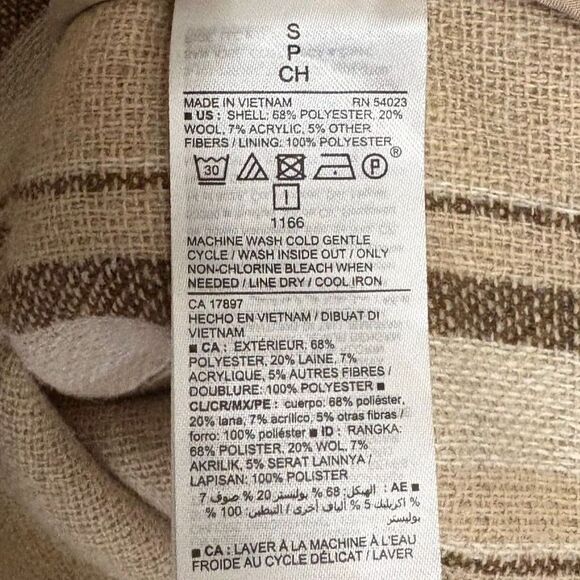 S
P
CH
MADE IN VIETNAM RN 54023
■ US : SHELL: 68% POLYESTER, 20%
WOOL, 7% ACRYLIC, 5% OTHER
FIBERS / LINING: 100% POLYESTER
30 P ®
I
1166
MACHINE WASH COLD GENTLE
CYCLE / WASH INSIDE OUT / ONLY
NON-CHLORINE BLEACH WHEN
NEEDED / LINE DRY / COOL IRON
CA 17897
HECHO EN VIETNAM / DIBUAT DI
VIETNAM
■ CA : EXTÉRIEUR: 68%
POLYESTER, 20% LAINE, 7%
ACRYLIQUE, 5% AUTRES FIBRES /
DOUBLURE: 100% POLYESTER ■
CL/CR/MX/PE : cuerpo: 68% poliéster,
20% lana, 7% acrílico, 5% otras fibras /
forro: 100% poliéster ■ ID : RANGKA:
68% POLISTER, 20% WOL, 7%
AKRILIK, 5% SERAT LAINNYA /
LAPISAN: 100% POLISTER
■ AE : الهيكل: 68 % بوليستر 20 % صوف 7
% اكريليك 5 % ألياف أخرى / التبطين: 100 %
بوليستر
■ CA : LAVER À LA MACHINE À L'EAU
FROIDE AU CYCLE DÉLICAT / LAVER